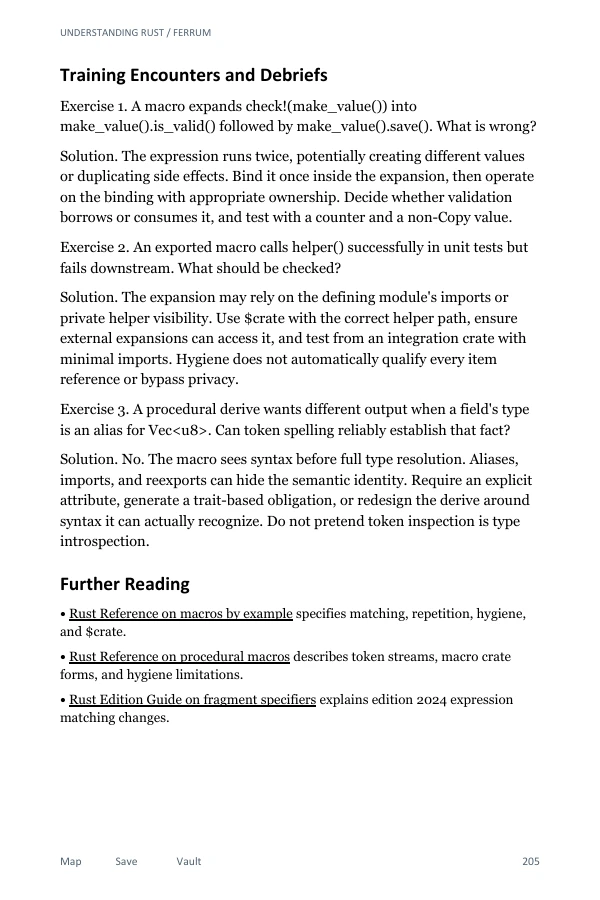 UNDERSTANDING RUST / FERRUM
Training Encounters and Debriefs
Exercise 1. A macro expands check!(make_value()) into
make_value().is_valid() followed by make_value().save(). What is wrong?
Solution. The expression runs twice, potentially creating different values
or duplicating side effects. Bind it once inside the expansion, then operate
on the binding with appropriate ownership. Decide whether validation
borrows or consumes it, and test with a counter and a non-Copy value.
Exercise 2. An exported macro calls helper() successfully in unit tests but
fails downstream. What should be checked?
Solution. The expansion may rely on the defining module's imports or
private helper visibility. Use $crate with the correct helper path, ensure
external expansions can access it, and test from an integration crate with
minimal imports. Hygiene does not automatically qualify every item
reference or bypass privacy.
Exercise 3. A procedural derive wants different output when a field's type
is an alias for Vec<u8>. Can token spelling reliably establish that fact?
Solution. No. The macro sees syntax before full type resolution. Aliases,
imports, and reexports can hide the semantic identity. Require an explicit
attribute, generate a trait-based obligation, or redesign the derive around
syntax it can actually recognize. Do not pretend token inspection is type
introspection.
Further Reading
• Rust Reference on macros by example specifies matching, repetition, hygiene,
and $crate.
• Rust Reference on procedural macros describes token streams, macro crate
forms, and hygiene limitations.
• Rust Edition Guide on fragment specifiers explains edition 2024 expression
matching changes.
Map Save Vault 205